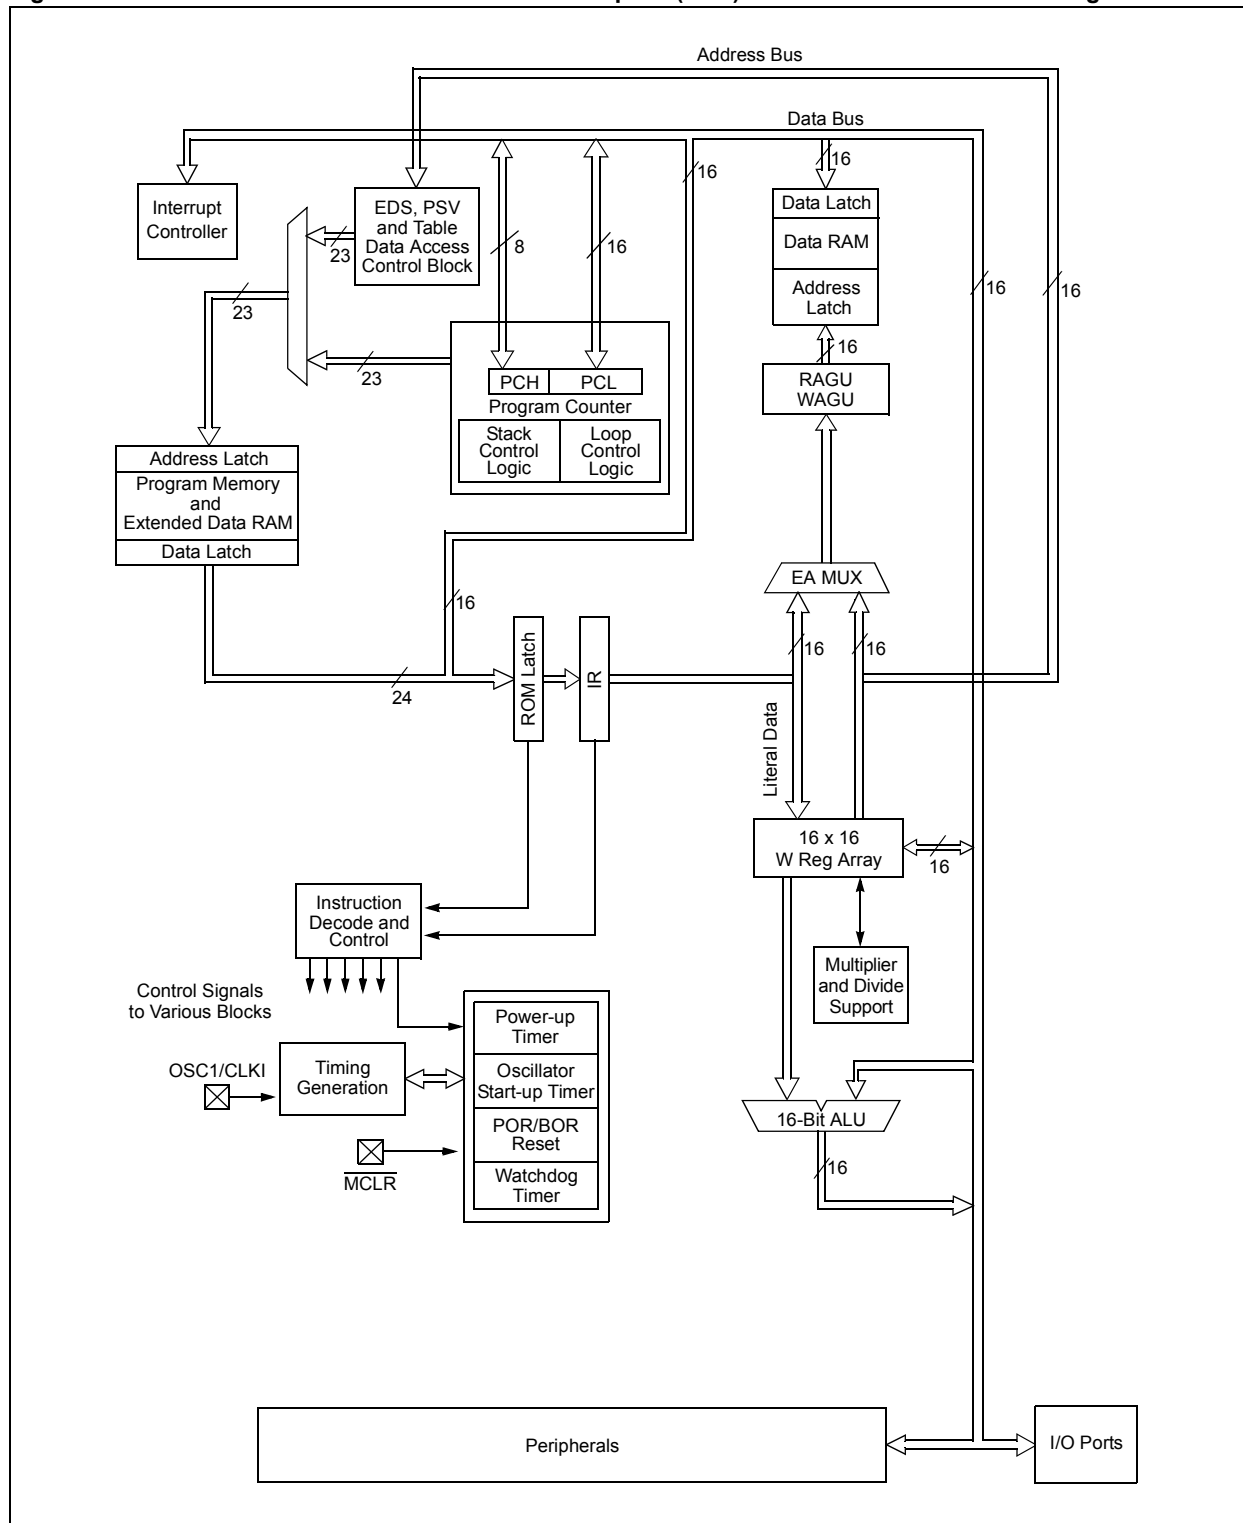 Address Bus
Data Bus
16
16
Interrupt
Controller
EDS, PSV
and Table
Data Access
Control Block
23
8
16
Data Latch
Data RAM
Address
Latch
16
16
23
23
16
PCH
PCL
Program Counter
Stack
Control
Logic
Loop
Control
Logic
RAGU
WAGU
Address Latch
Program Memory
and
Extended Data RAM
Data Latch
EA MUX
16
16
16
24
ROM Latch
IR
Literal Data
16 x 16
W Reg Array
16
Instruction
Decode and
Control
Control Signals
to Various Blocks
Multiplier
and Divide
Support
Power-up
Timer
OSC1/CLKI
Timing
Generation
Oscillator
Start-up Timer
POR/BOR
Reset
MCLR
Watchdog
Timer
16-Bit ALU
16
Peripherals
I/O Ports